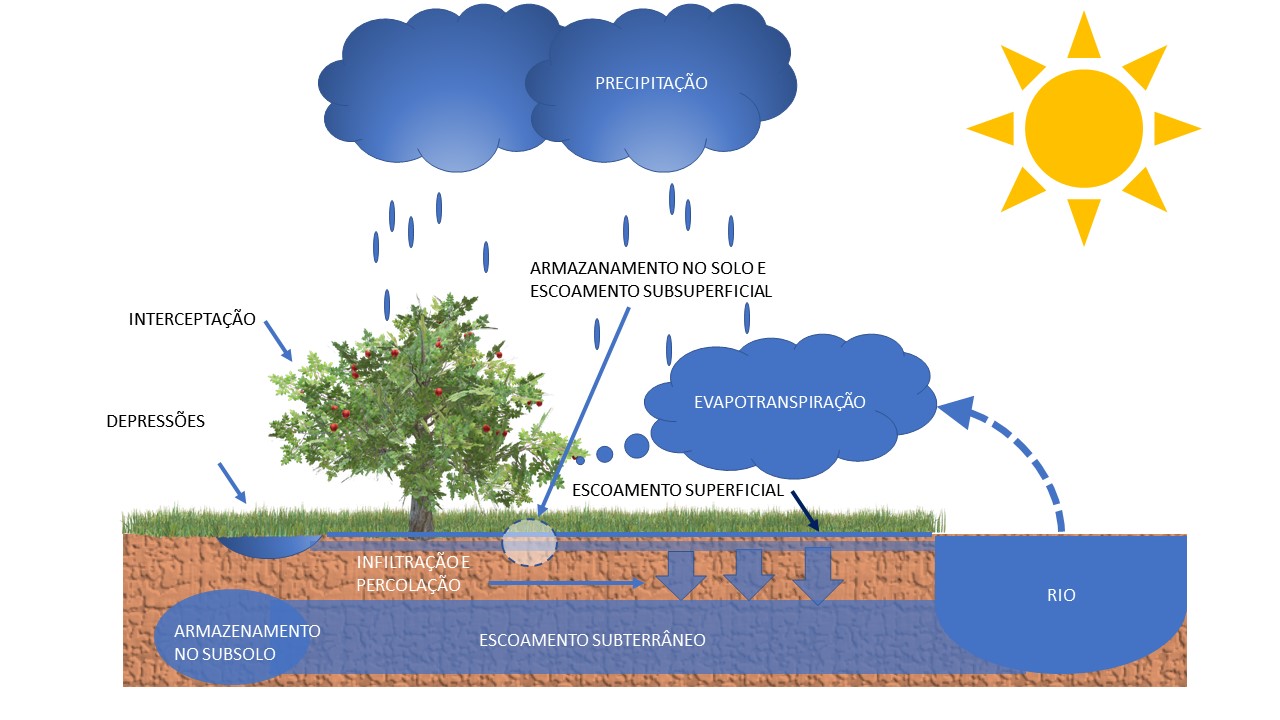 PRECIPITAÇÃO
ARMAZANAMENTO NO SOLO E
ESCOAMENTO SUBSUPERFICIAL
INTERCEPTAÇÃO
DEPRESSÕES
EVAPOTRANSPIRAÇÃO
ESCOAMENTO SUPERFICIAL
INFILTRAÇÃO E
PERCOLAÇÃO
RIO
ARMAZENAMENTO
NO SUBSOLO
ESCOAMENTO SUBTERRÂNEO